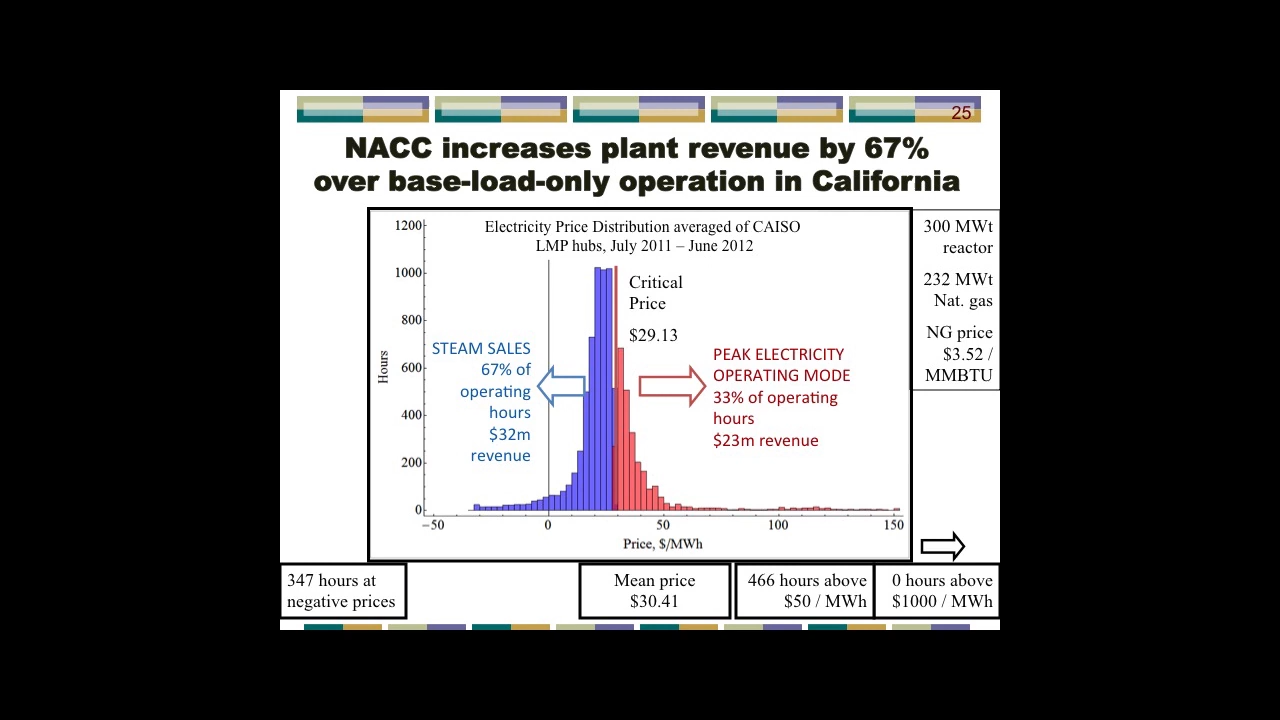 25
NACC increases plant revenue by 67%
over base-load-only operation in California
Electricity Price Distribution averaged of CAISO
LMP hubs, July 2011 – June 2012
1200
1000
800
600
400
200
0
Hours
−50
0
50
100
150
Price, $/MWh
Critical
Price
$29.13
STEAM SALES
67% of
operating
hours
$32m
revenue
PEAK ELECTRICITY
OPERATING MODE
33% of operating
hours
$23m revenue
300 MWt
reactor
232 MWt
Nat. gas
NG price
$3.52 /
MMBTU
347 hours at
negative prices
Mean price
$30.41
466 hours above
$50 / MWh
0 hours above
$1000 / MWh